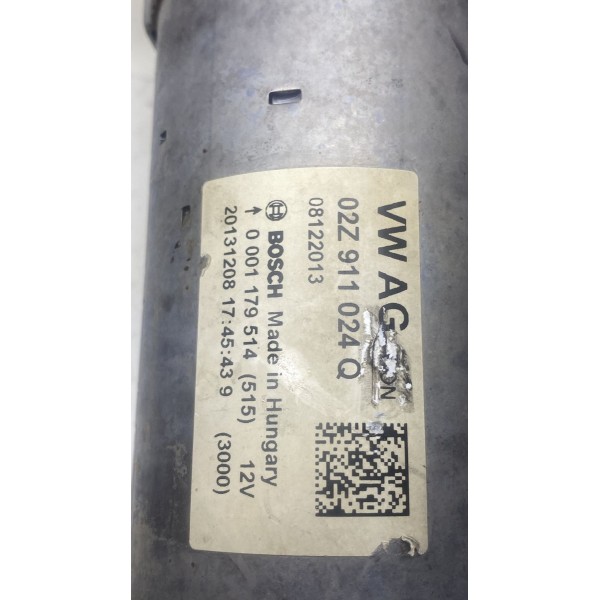 VW AG
02Z 911 024 Q
08122013
BOSCH Made in Hungary
↑ 0 001 179 514 (515) 12V
20131208 17:45:43 9 (3000)